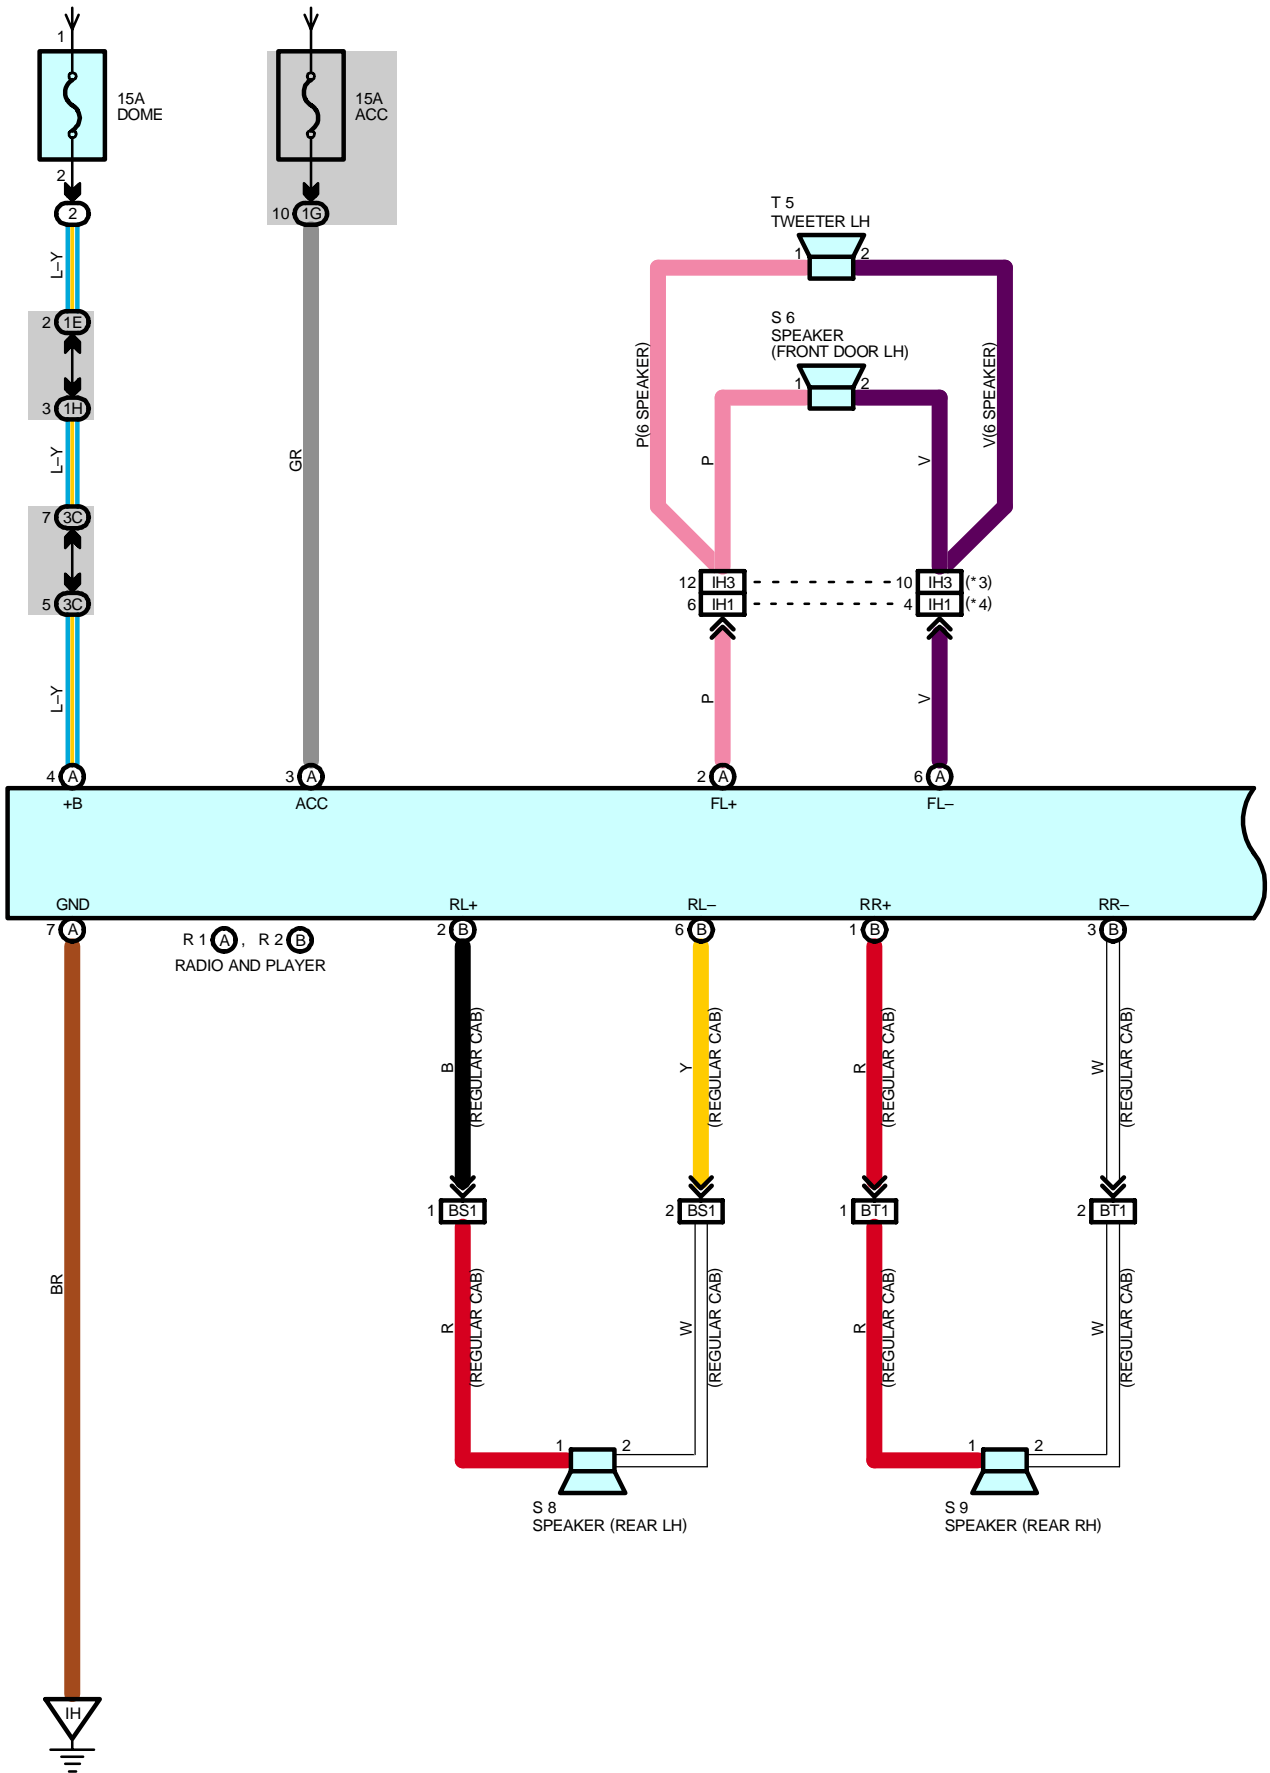 1
15A
DOME
15A
ACC
2
2
10 1G
T 5
TWEETER LH
1 2
L–Y
2 1E
S 6
SPEAKER
(FRONT DOOR LH)
1 2
P(6 SPEAKER)
V(6 SPEAKER)
3 1H
L–Y
GR
P
V
7 3C
5 3C
12 IH3 10 IH3 (*3)
6 IH1 4 IH1 (*4)
L–Y
P
V
4 A
3 A
2 A
6 A
+B
ACC
FL+
FL–
GND
RL+
RL–
RR+
RR–
7 A
2 B
6 B
1 B
3 B
R 1 A , R 2 B
RADIO AND PLAYER
B
(REGULAR CAB)
Y
(REGULAR CAB)
R
(REGULAR CAB)
W
(REGULAR CAB)
1 BS1
2 BS1
1 BT1
2 BT1
BR
R
(REGULAR CAB)
W
(REGULAR CAB)
R
(REGULAR CAB)
W
(REGULAR CAB)
1 2
1 2
S 8
SPEAKER (REAR LH)
S 9
SPEAKER (REAR RH)
IH